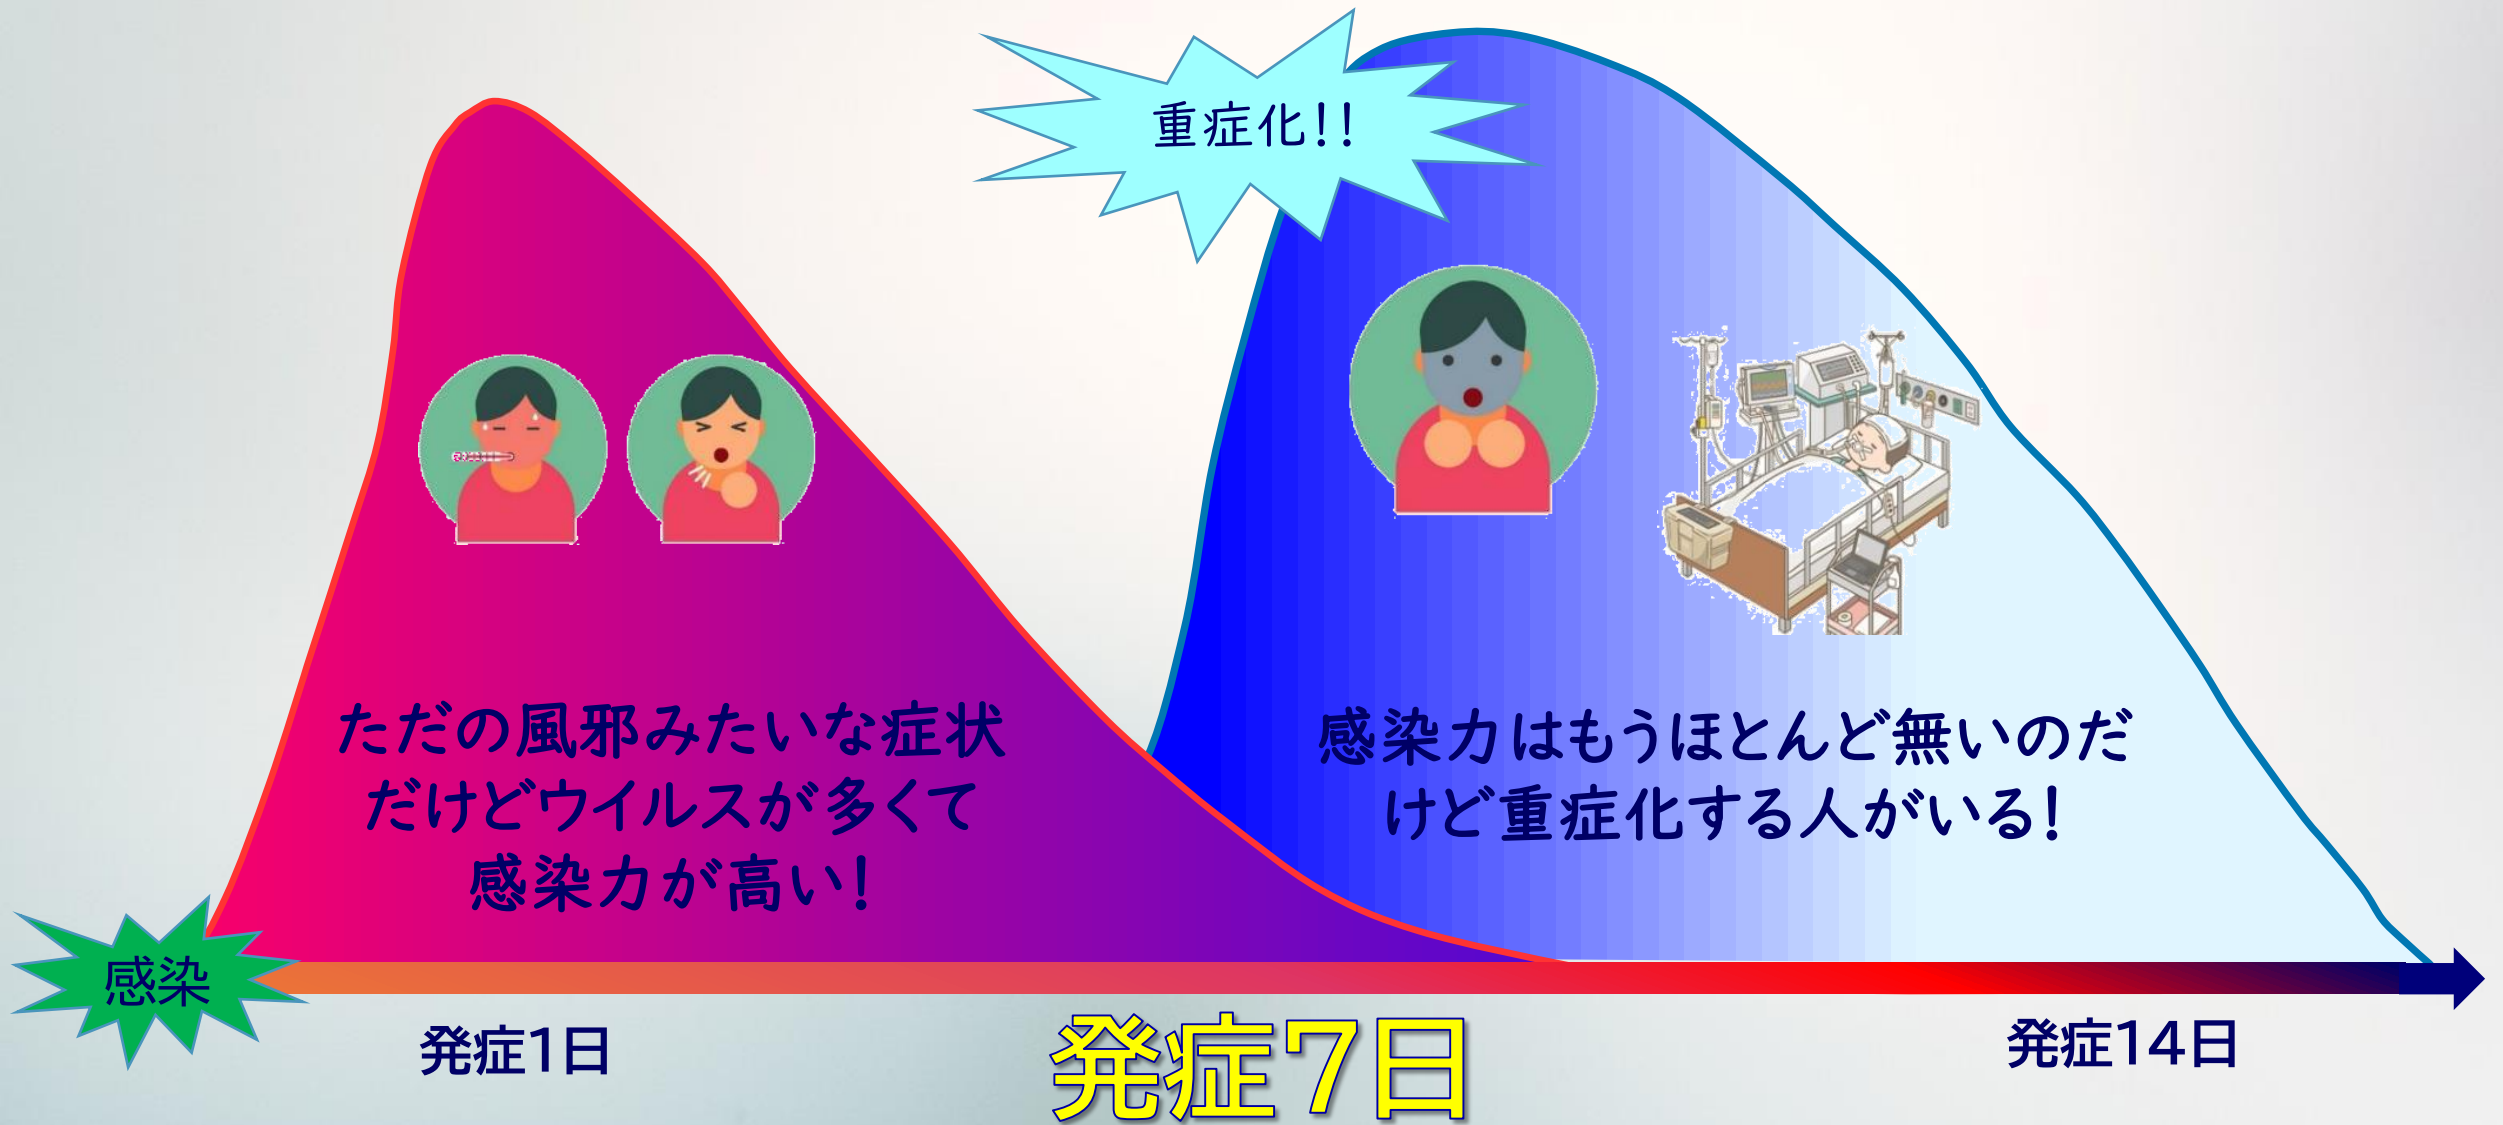 重症化!!
ただの風邪みたいな症状
だけどウイルスが多くて
感染力が高い!
感染力はもうほとんど無いのだ
けど重症化する人がいる!
感染
発症1日
発症7日
発症14日